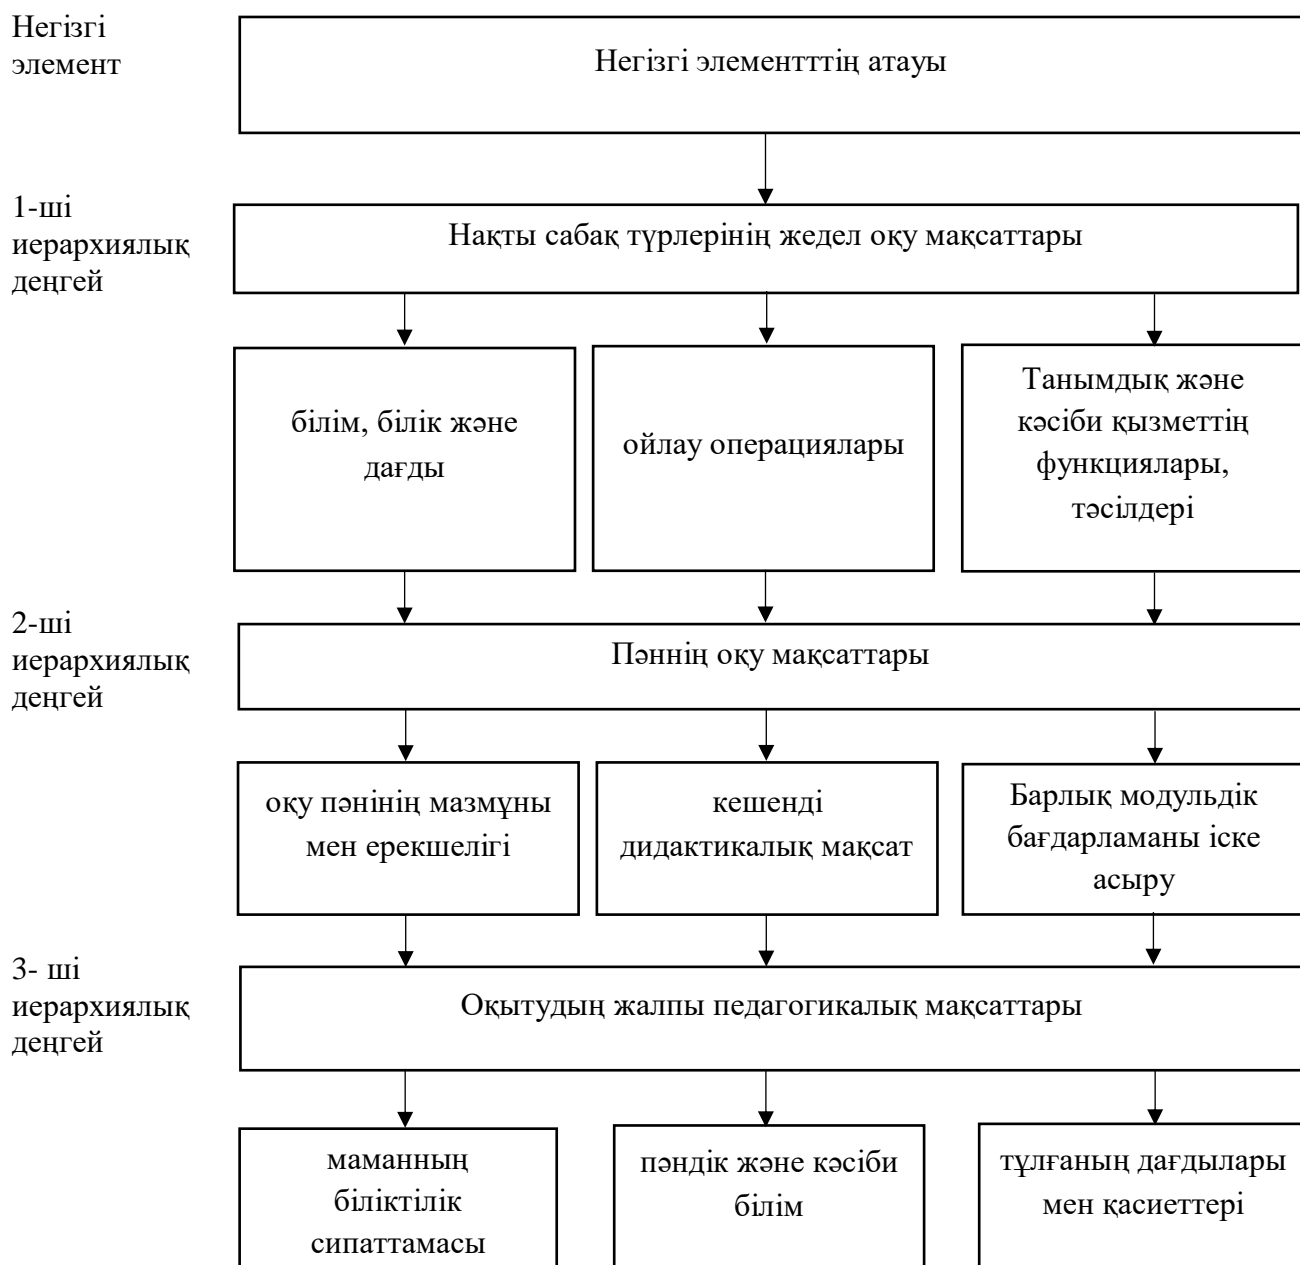 Негізгі
элемент
Негізгі элементттің атауы
1-ші
иерархиялық
деңгей
Нақты сабақ түрлерінің жедел оқу мақсаттары
білім, білік және
дағды
ойлау операциялары
Танымдық және
кәсіби қызметтің
функциялары,
тәсілдері
2-ші
иерархиялық
деңгей
Пәннің оқу мақсаттары
оқу пәнінің мазмұны
мен ерекшелігі
кешенді
дидактикалық мақсат
Барлық модульдік
бағдарламаны іске
асыру
3- ші
иерархиялық
деңгей
Оқытудың жалпы педагогикалық мақсаттары
маманның
біліктілік
сипаттамасы
пәндік және кәсіби
білім
тұлғаның дағдылары
мен қасиеттері